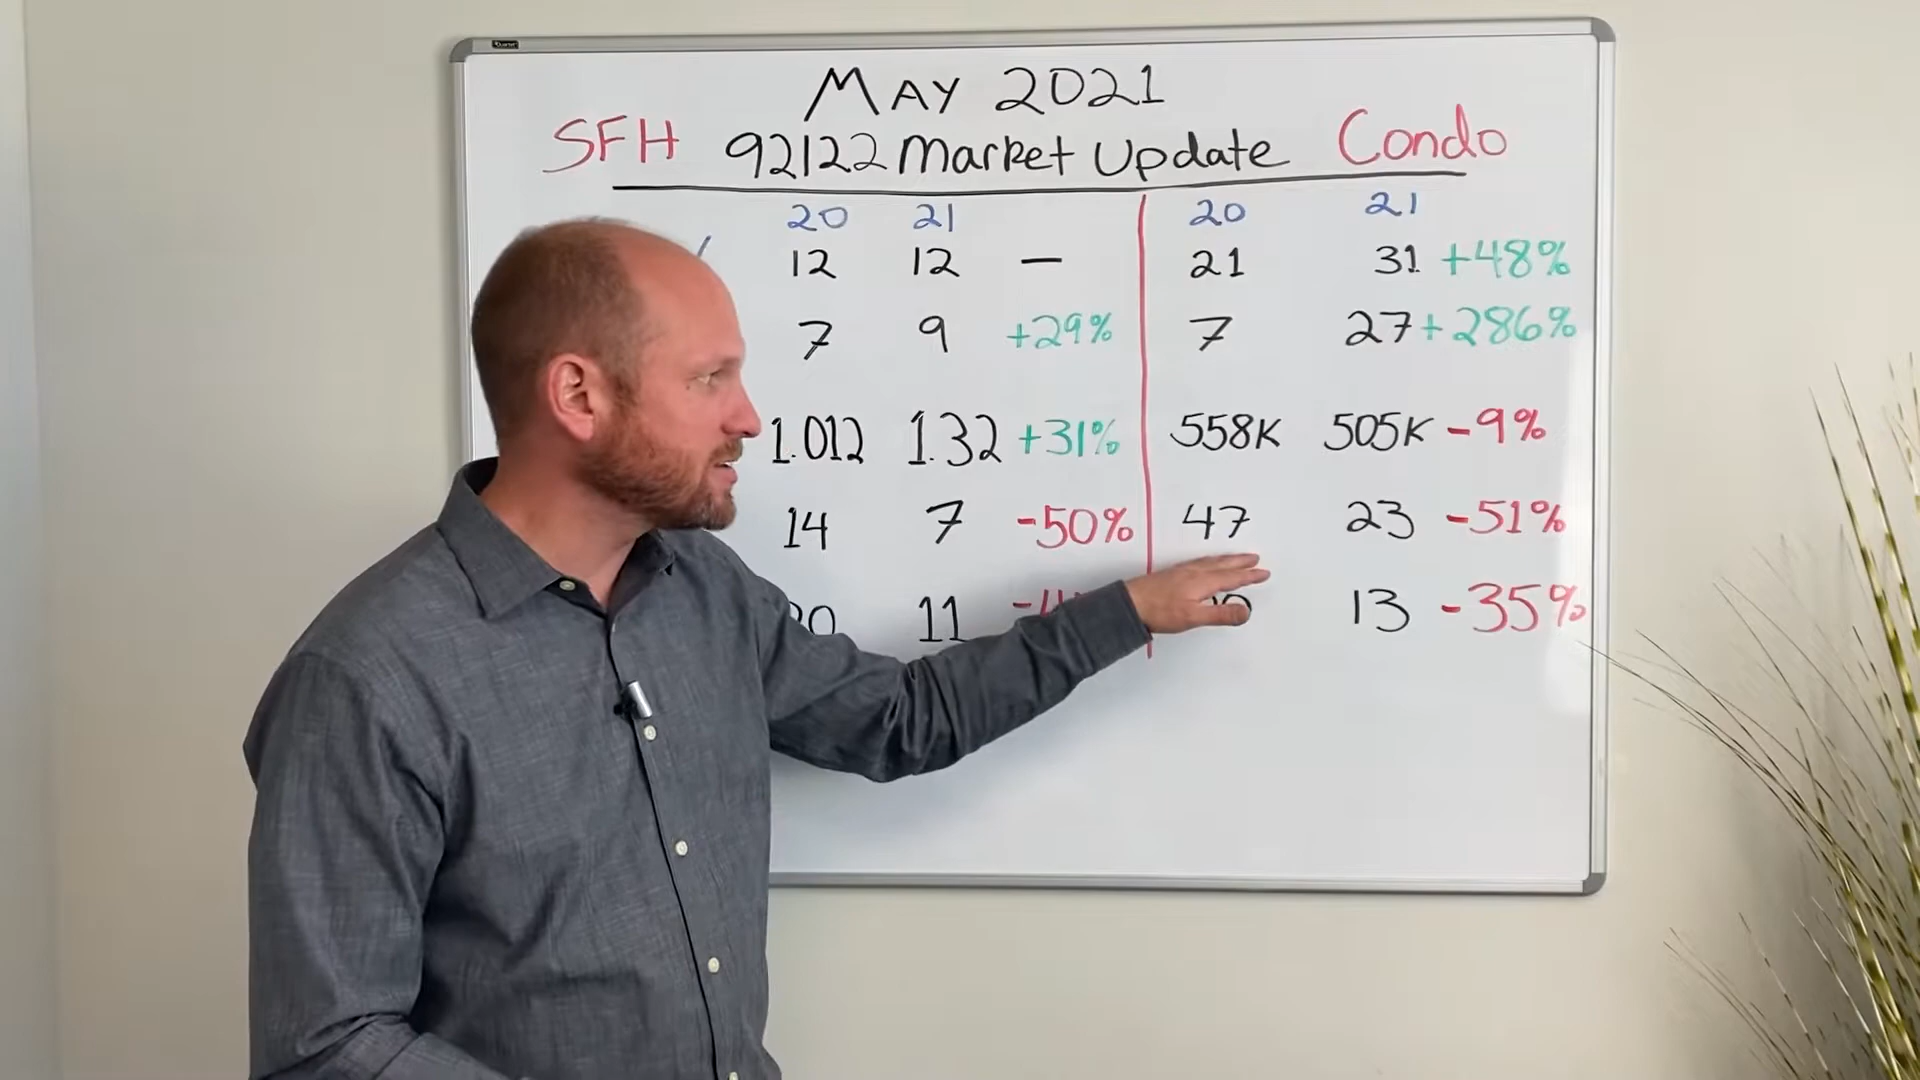 MAY 2021
SFH 92122 Market Update Condo
20 21 20 21
12 12 — 21 31 +48%
7 9 +29% 7 27 +286%
1.012 1.32 +31% 558K 505K -9%
14 7 -50% 47 23 -51%
11 13 -35%